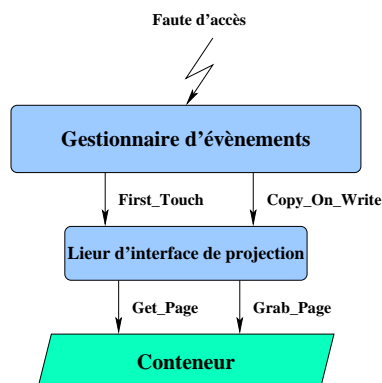 Faute d'accès
Gestionnaire d'évènements
First_Touch
Copy_On_Write
Lieur d'interface de projection
Get_Page
Grab_Page
Conteneur